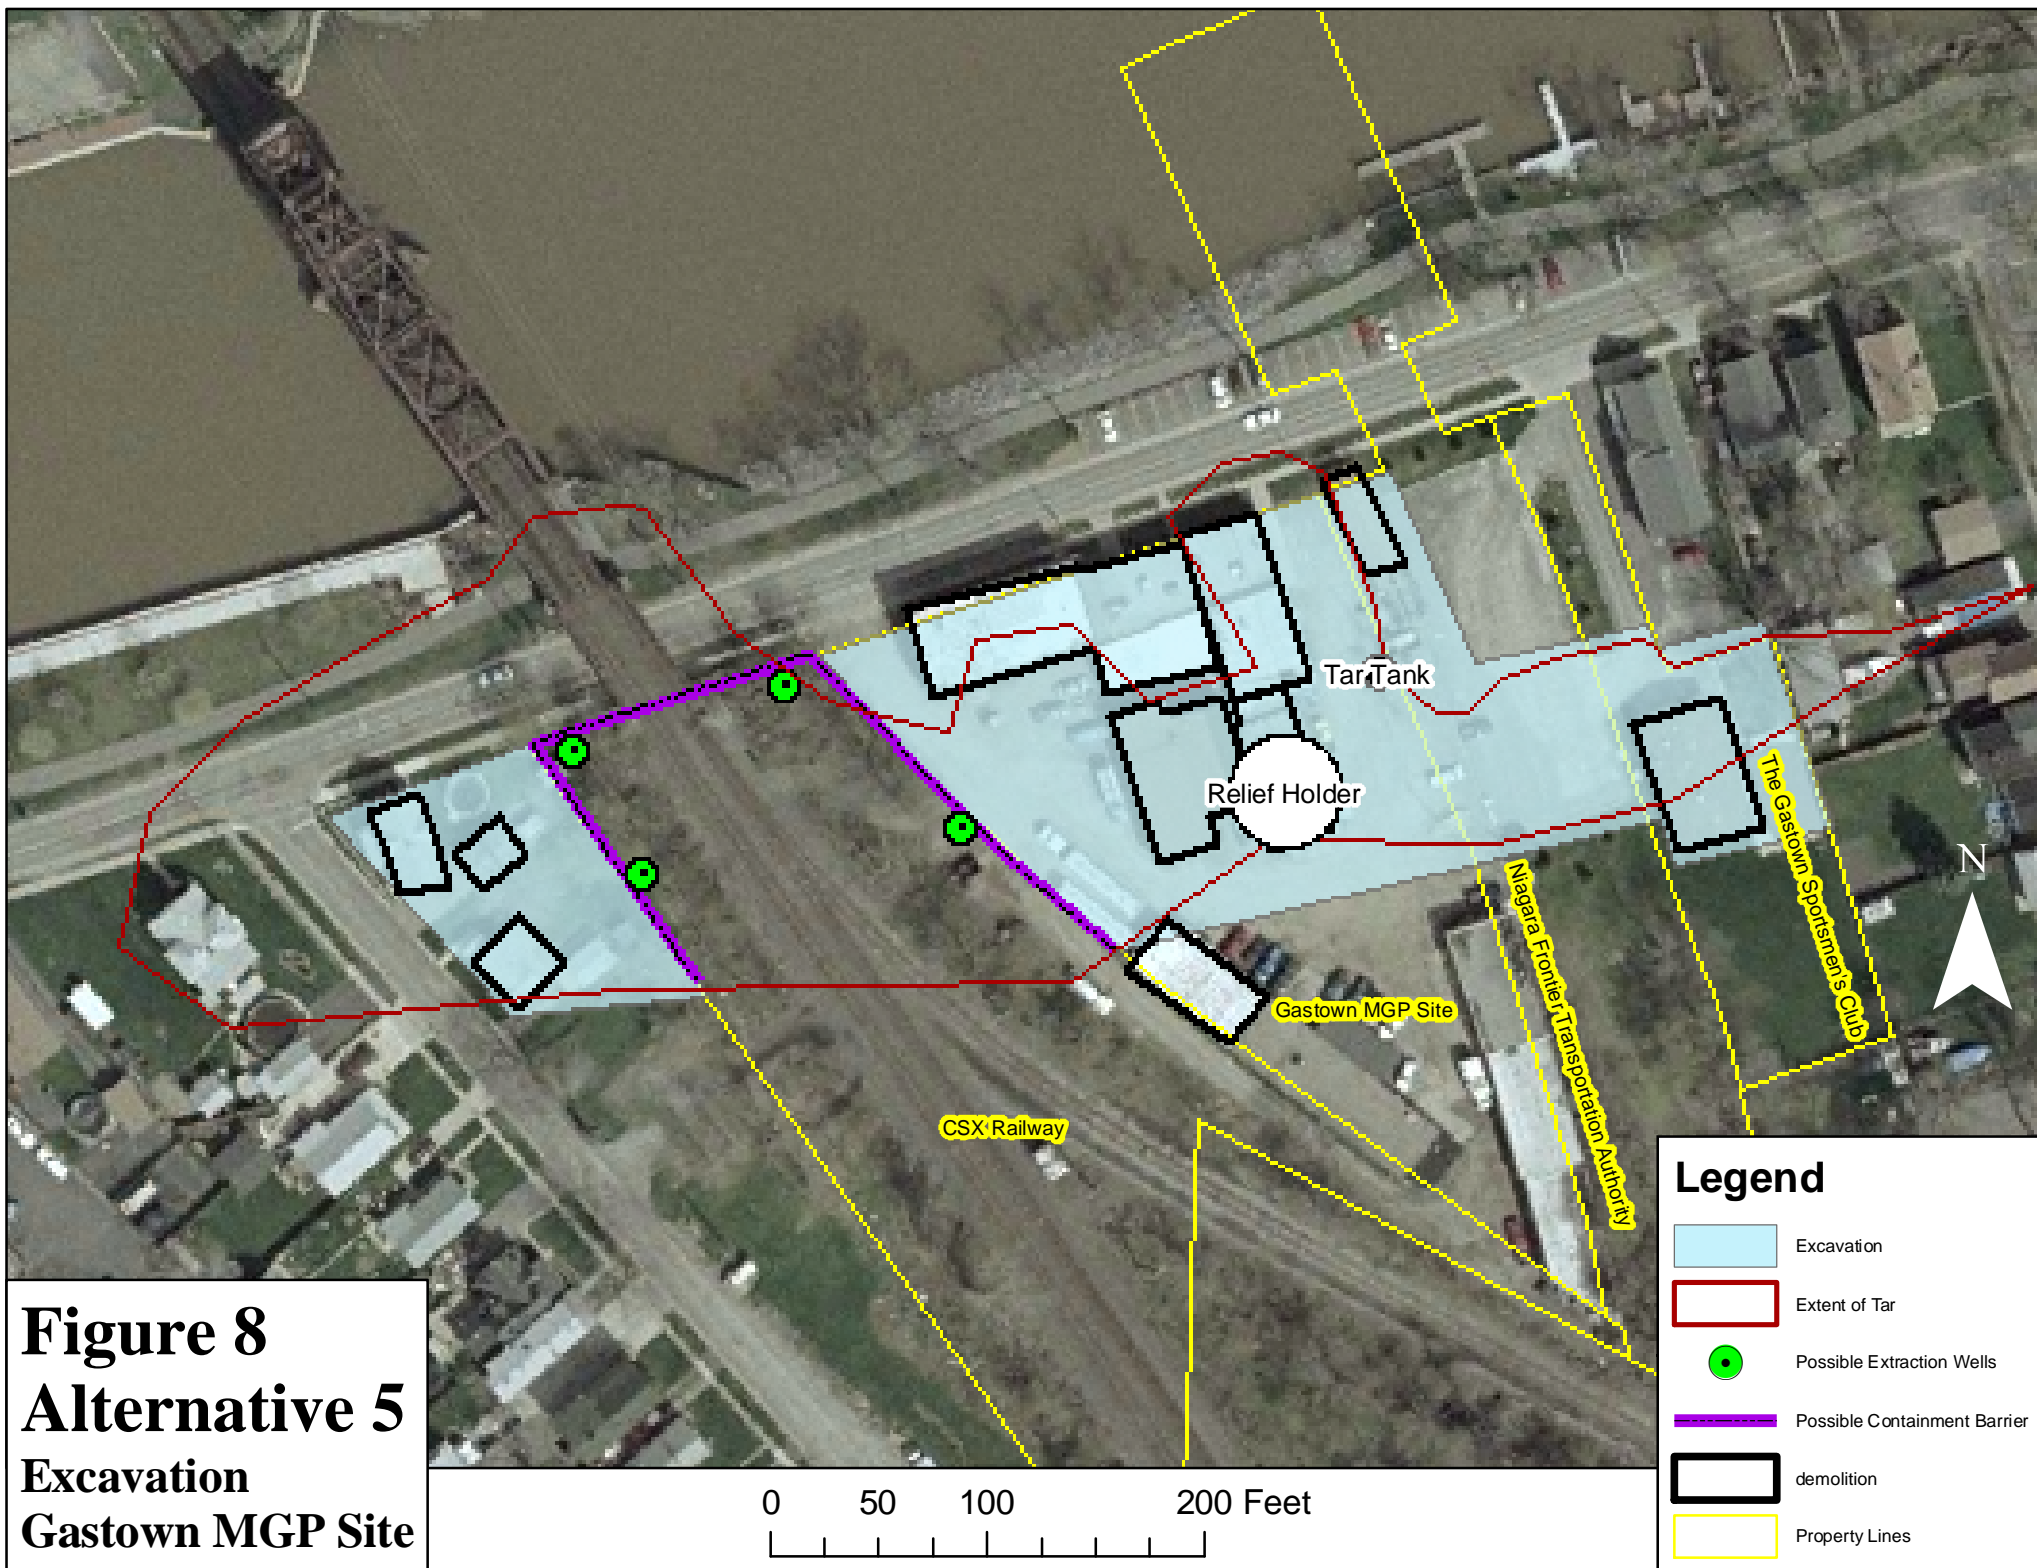 Tar Tank
Relief Holder
The Gastown Sportsmen's Club
Niagara Frontier Transportation Authority
Gastown MGP Site
CSX Railway
N
Legend
Excavation
Extent of Tar
Possible Extraction Wells
Possible Containment Barrier
demolition
Property Lines
Figure 8
Alternative 5
Excavation
Gastown MGP Site
0 50 100 200 Feet